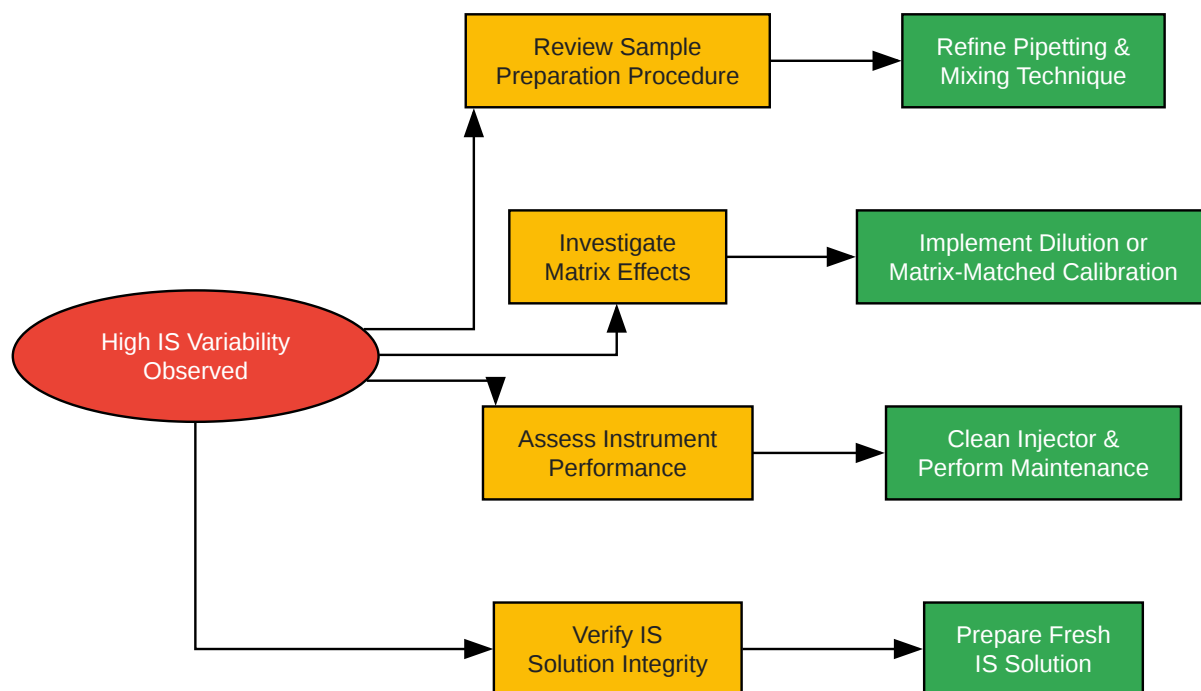 Review Sample
Preparation Procedure
Refine Pipetting &
Mixing Technique
Investigate
Matrix Effects
Implement Dilution or
Matrix-Matched Calibration
High IS Variability
Observed
Assess Instrument
Performance
Clean Injector &
Perform Maintenance
Verify IS
Solution Integrity
Prepare Fresh
IS Solution